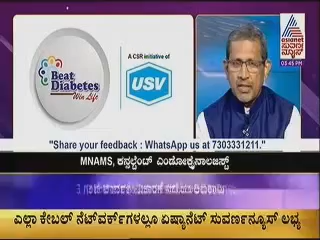 Beat
Diabetes
Win Life
A CSR initiative of
USV
asianet
ಸುವರ್ಣ
ನ್ಯೂಸ್
03:45 PM
"Share your feedback : WhatsApp us at 7303331211."
MNAMS, ಕನ್ಸಲ್ಟೆಂಟ್ ಎಂಡೋಕ್ರೈನಾಲಜಿಸ್ಟ್
ಎಲ್ಲಾ ಕೇಬಲ್ ನೆಟ್‌ವರ್ಕ್‌ಗಳಲ್ಲೂ ಏಷ್ಯಾನೆಟ್ ಸುವರ್ಣನ್ಯೂಸ್ ಲಭ್ಯ